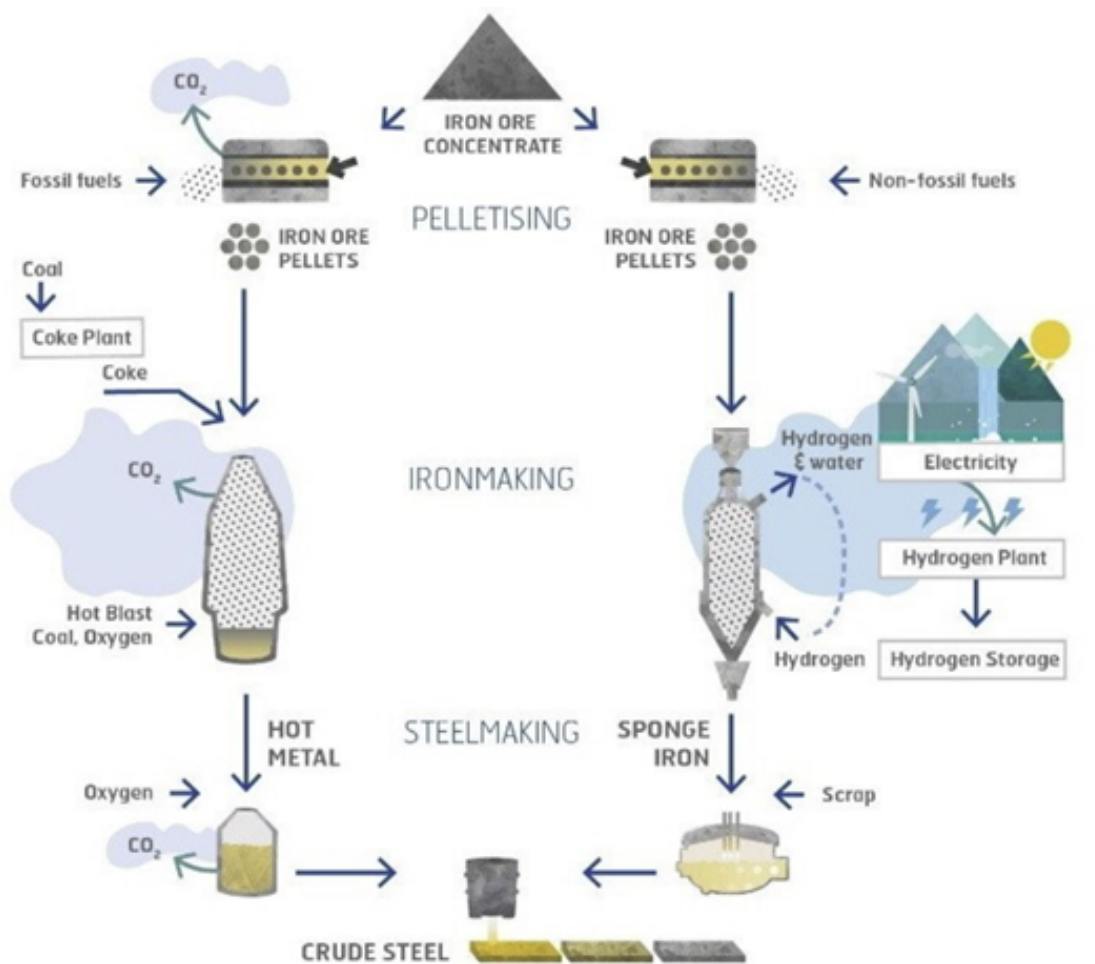 CO₂
IRON ORE
CONCENTRATE
Fossil fuels
Non-fossil fuels
PELLETISING
IRON ORE
PELLETS
IRON ORE
PELLETS
Coal
Coke Plant
Coke
CO₂
IRONMAKING
Hydrogen
& water
Electricity
Hydrogen Plant
Hot Blast
Coal, Oxygen
Hydrogen
Hydrogen Storage
HOT
METAL
STEELMAKING
SPONGE
IRON
Oxygen
Scrap
CO₂
CRUDE STEEL